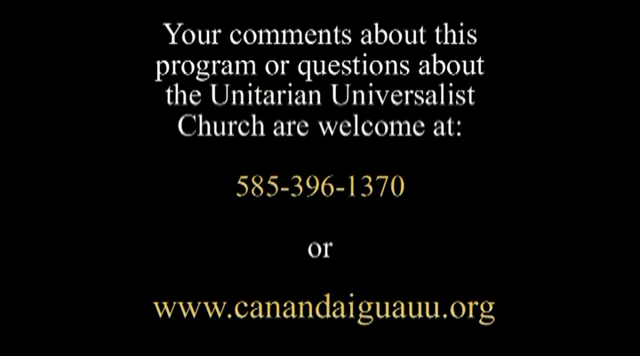 Your comments about this
program or questions about
the Unitarian Universalist
Church are welcome at:
585-396-1370
or
www.canandaiguauu.org